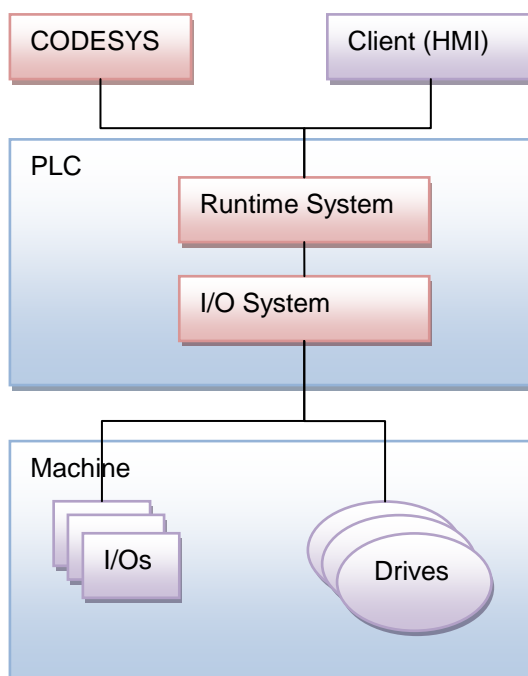 CODESYS
Client (HMI)
PLC
Runtime System
I/O System
Machine
I/Os
Drives